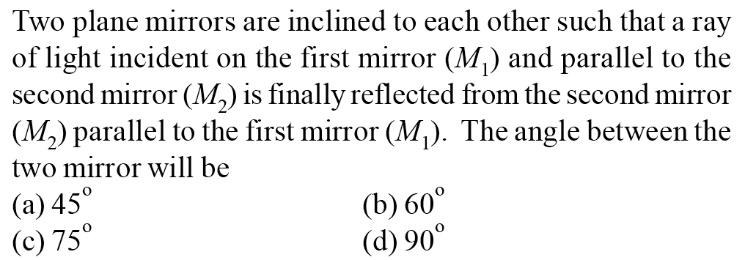 Two plane mirrors are inclined to each other such that a ray
of light incident on the first mirror (M₁) and parallel to the
second mirror (M₂) is finally reflected from the second mirror
(M₂) parallel to the first mirror (M₁). The angle between the
two mirror will be
(a) 45° (b) 60°
(c) 75° (d) 90°